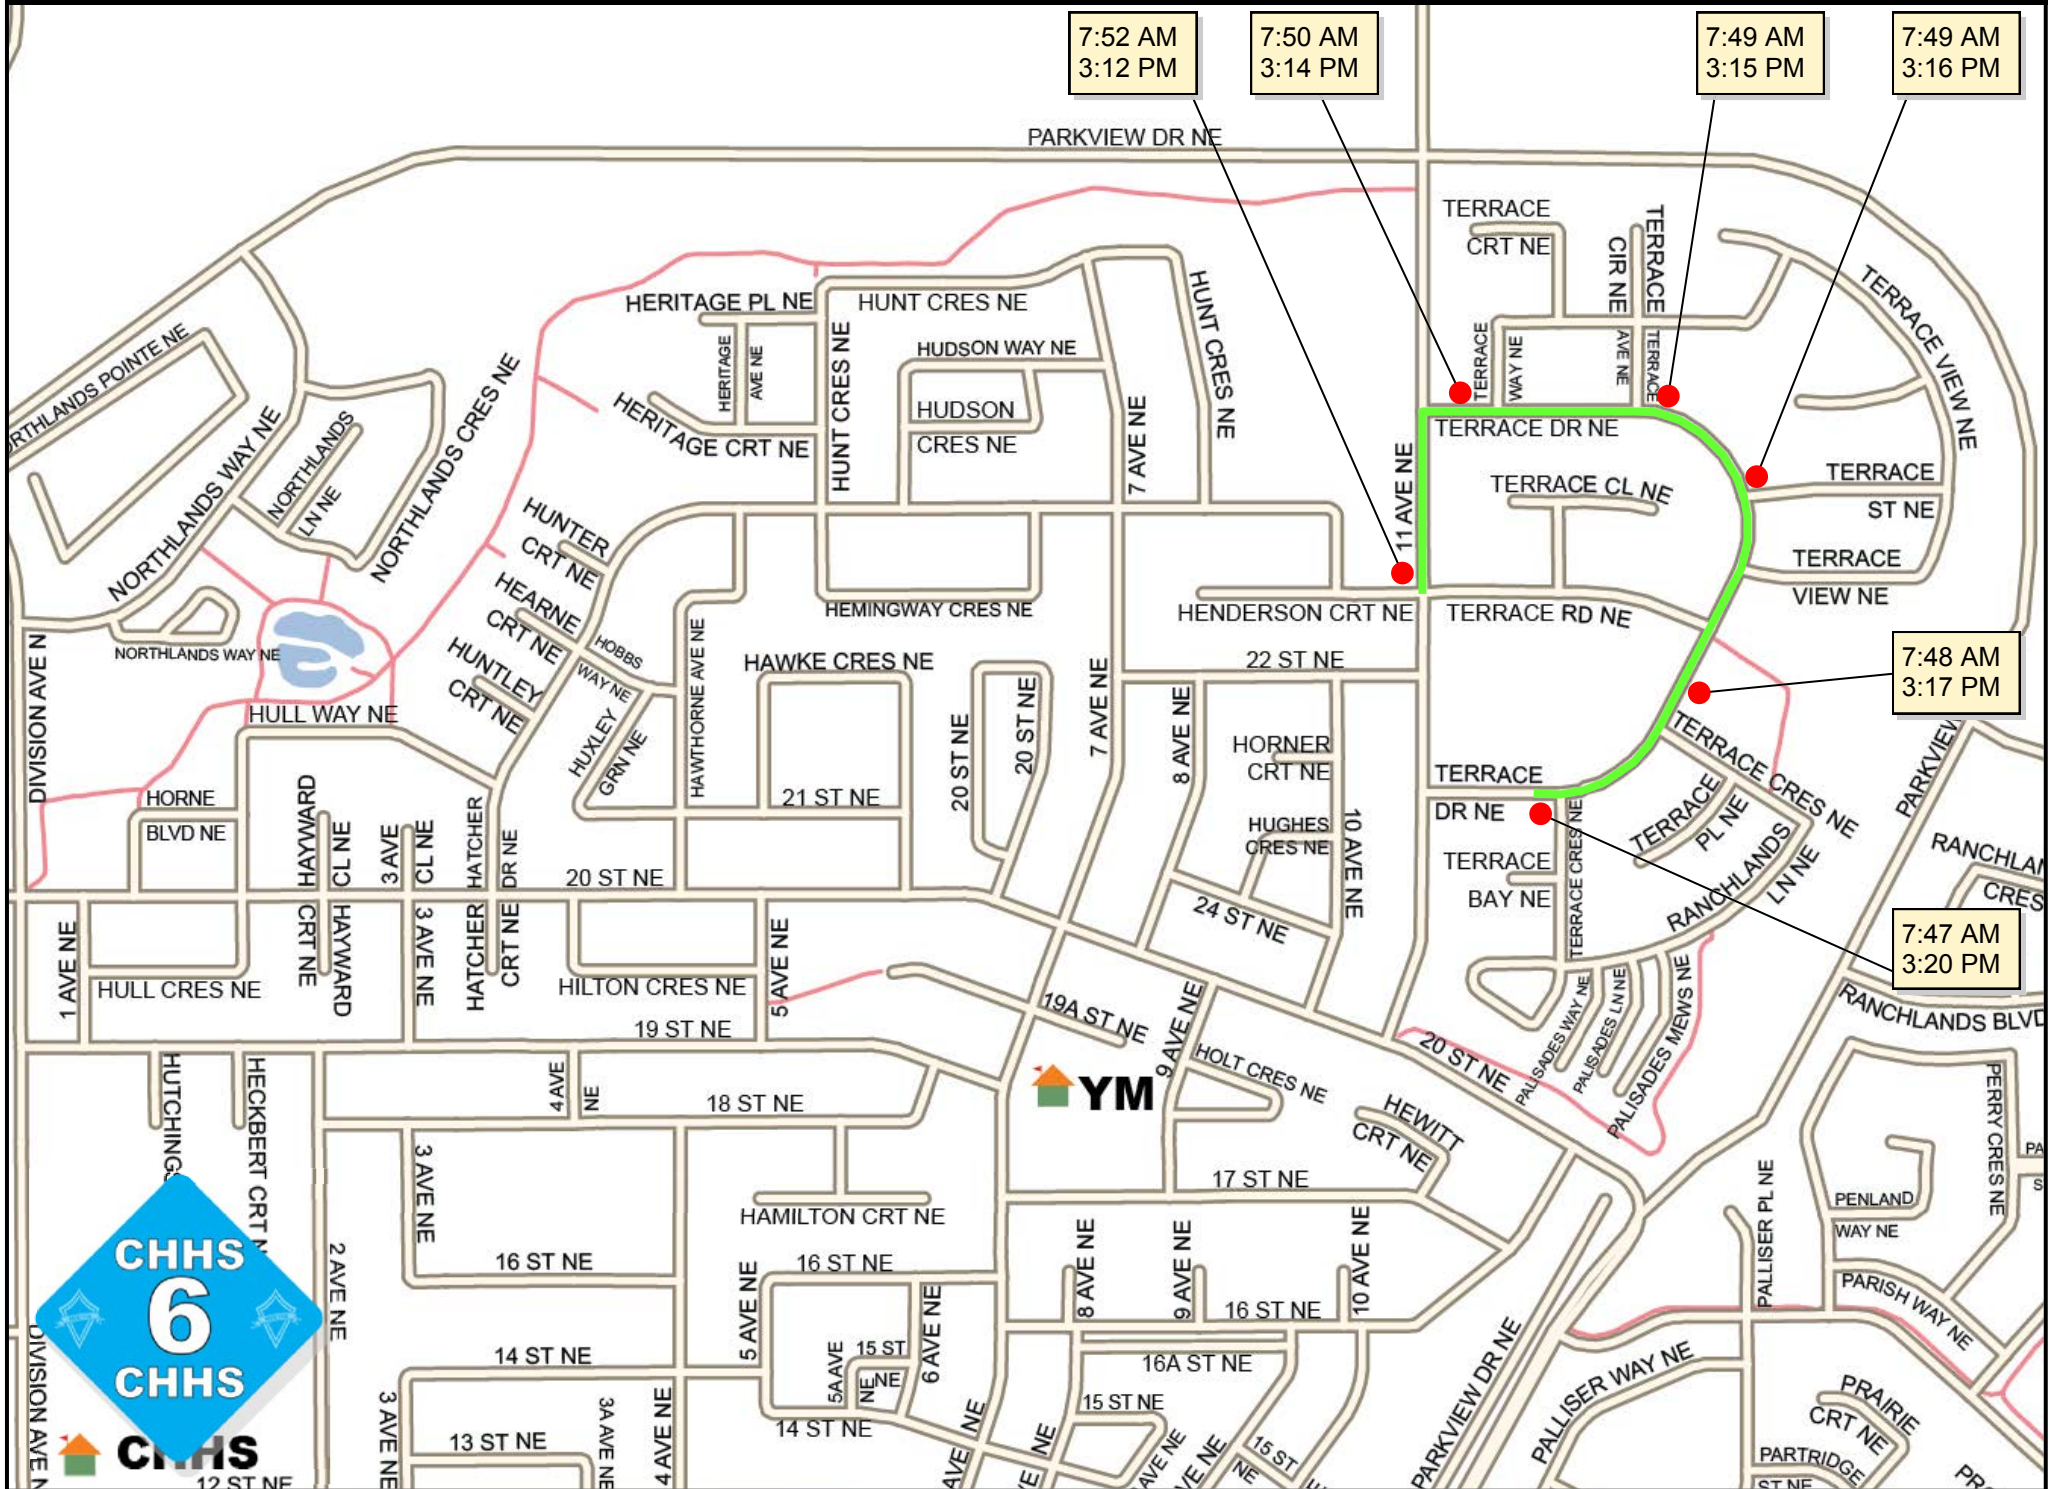 7:52 AM
3:12 PM
7:50 AM
3:14 PM
7:49 AM
3:15 PM
7:49 AM
3:16 PM
PARKVIEW DR NE
TERRACE
CRT NE
TERRACE
CIR NE
TERRACE VIEW NE
HERITAGE PL NE
HUNT CRES NE
HUNT CRES NE
HUNT CRES NE
HERITAGE
AVE NE
HUDSON WAY NE
HUDSON
CRES NE
HERITAGE CRT NE
7 AVE NE
TERRACE
WAY NE
TERRACE
AVE NE
TERRACE DR NE
11 AVE NE
TERRACE CL NE
TERRACE
ST NE
TERRACE
VIEW NE
NORTHLANDS POINTE NE
NORTHLANDS WAY NE
NORTHLANDS
LN NE
NORTHLANDS CRES NE
HUNTER
CRT NE
HEARNE
CRT NE
HUNTLEY
CRT NE
HOBBS
WAY NE
HUXLEY
GRN NE
HAWTHORNE AVE NE
HEMINGWAY CRES NE
HENDERSON CRT NE
TERRACE RD NE
NORTHLANDS WAY NE
DIVISION AVE N
HULL WAY NE
HAWKE CRES NE
22 ST NE
7:48 AM
3:17 PM
20 ST NE
20 ST NE
7 AVE NE
8 AVE NE
HORNER
CRT NE
TERRACE
DR NE
TERRACE CRES NE
TERRACE
PL NE
RANCHLANDS
LN NE
HORNE
BLVD NE
HAYWARD
CL NE
3 AVE
CL NE
HATCHER
DR NE
21 ST NE
HUGHES
CRES NE
10 AVE NE
TERRACE
BAY NE
TERRACE CRES NE
20 ST NE
24 ST NE
7:47 AM
3:20 PM
1 AVE NE
HULL CRES NE
CRT NE
HAYWARD
3 AVE NE
HATCHER
CRT NE
HILTON CRES NE
5 AVE NE
19 ST NE
19A ST NE
9 AVE NE
20 ST NE
PALISADES WAY NE
PALISADES LN NE
PALISADES MEWS NE
RANCHLANDS BLVD
CRES
HECKBERT CRT
4 AVE
NE
18 ST NE
YM
HOLT CRES NE
HEWITT
CRT NE
PERRY CRES NE
3 AVE NE
HAMILTON CRT NE
17 ST NE
PALLISER PL NE
PENLAND
WAY NE
PARISH WAY NE
CHHS
6
CHHS
2 AVE NE
16 ST NE
16 ST NE
5 AVE NE
6 AVE NE
8 AVE NE
9 AVE NE
10 AVE NE
16 ST NE
16A ST NE
14 ST NE
5A AVE
NE
15 ST
NE
15 ST NE
14 ST NE
PARKVIEW DR NE
PALLISER WAY NE
PRAIRIE
CRT NE
PARTRIDGE
ST NE
DIVISION AVE N
3 AVE NE
13 ST NE
3A AVE NE
4 AVE NE
AVE NE
AVE NE
15 ST
NE
12 ST NE